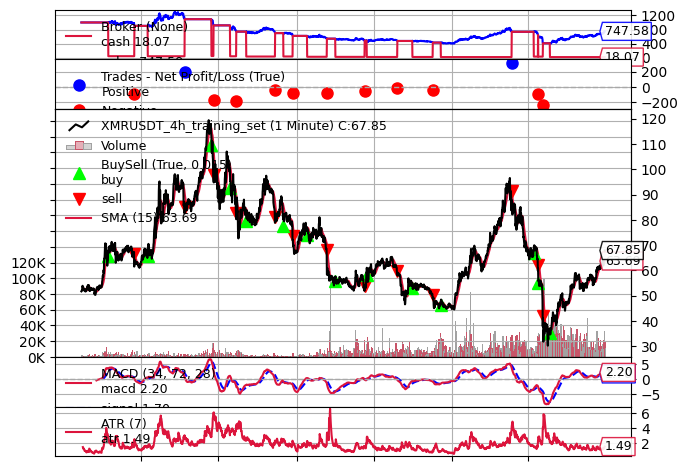 Broker (None)
cash 18.07
1200
800
400
0
747.58
18.07
Trades - Net Profit/Loss (True)
Positive
200
0
−200
XMRUSDT_4h_training_set (1 Minute) C:67.85
Volume
BuySell (True, 0.015)
buy
sell
SMA (15) 63.69
120
110
100
90
80
70
60
50
40
30
67.85
63.69
120K
100K
80K
60K
40K
20K
0K
MACD (34, 72, 28)
macd 2.20
5
0
−5
2.20
ATR (7)
atr 1.49
6
4
2
1.49